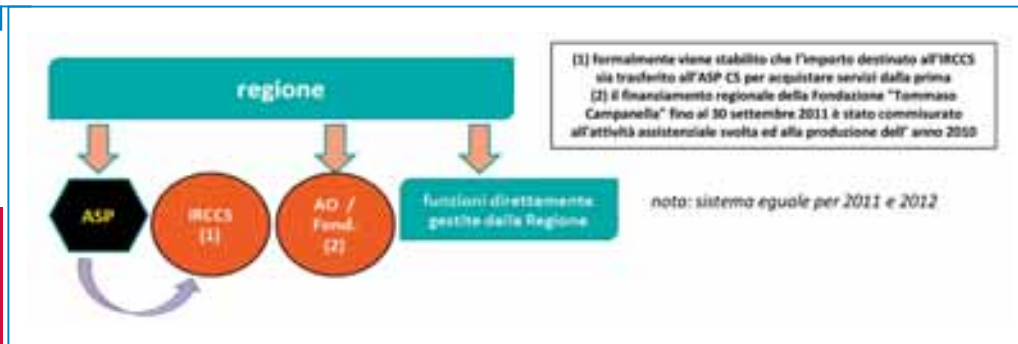 regione
(1) formalmente viene stabilito che l'importo destinato all'IRCCS
sia trasferito all'ASP CS per acquistare servizi dalla prima
(2) il finanziamento regionale della Fondazione "Tommaso
Campanella" fino al 30 settembre 2011 è stato commisurato
all'attività assistenziale svolta ed alla produzione dell' anno 2010
ASP
IRCCS
(1)
AO /
Fond.
(2)
funzioni direttamente
gestite dalla Regione
nota: sistema eguale per 2011 e 2012